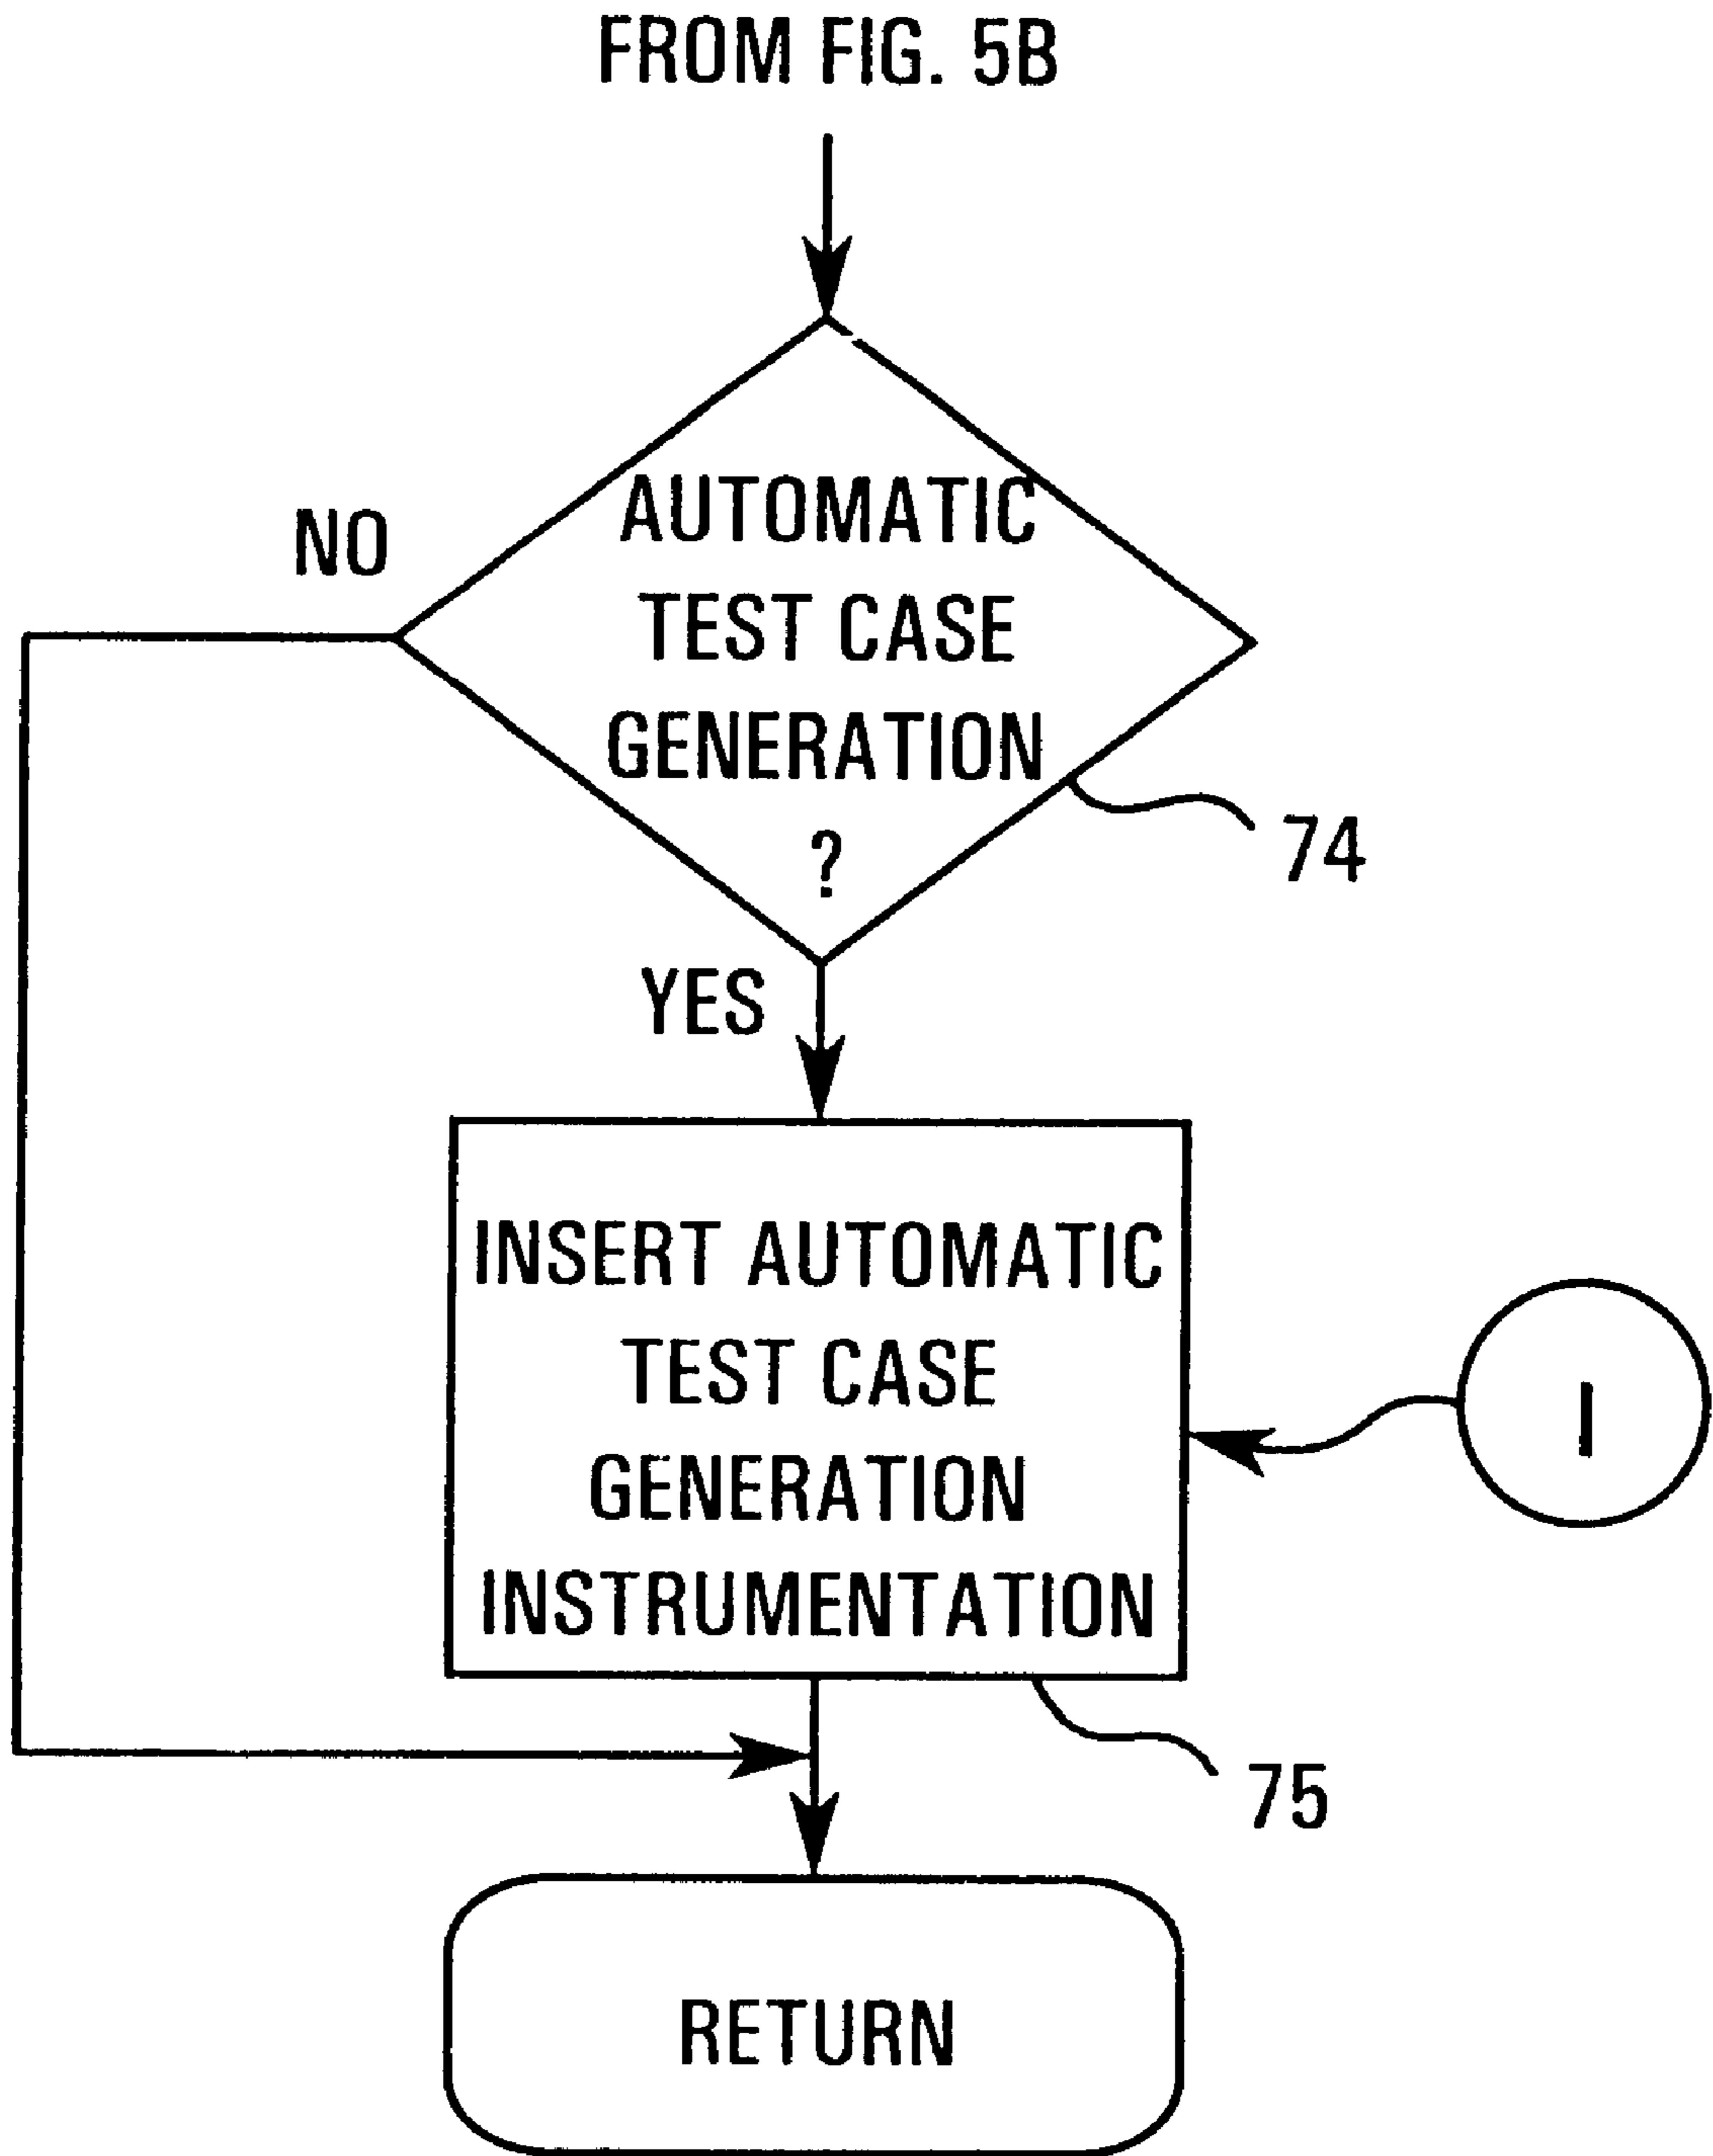 FROM FIG. 5B
AUTOMATIC
TEST CASE
GENERATION
?
NO
74
YES
INSERT AUTOMATIC
TEST CASE
GENERATION
INSTRUMENTATION
I
75
RETURN